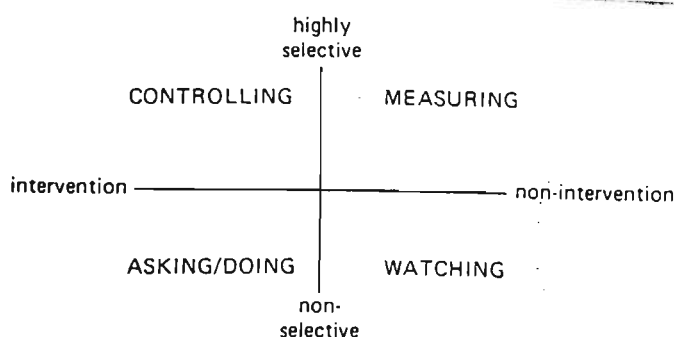 highly
selective
CONTROLLING MEASURING
intervention non-intervention
ASKING/DOING WATCHING
non-
selective